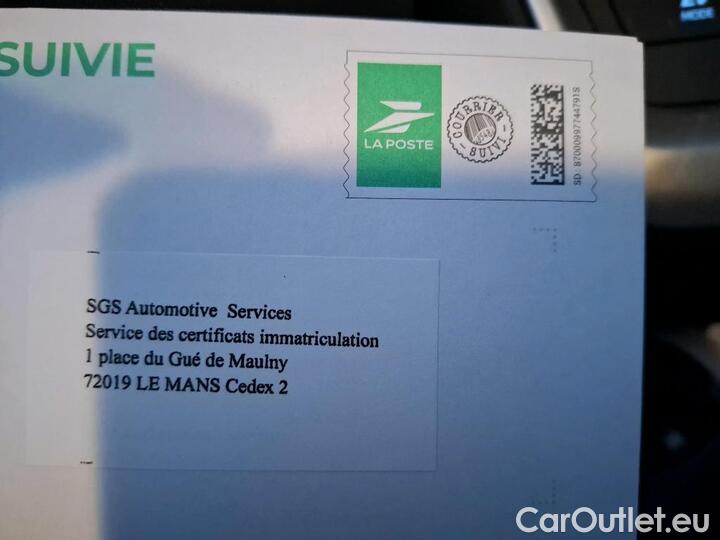 SUIVIE
MODE
LA POSTE
COURRIER
SUIVI
SD: 87000997744791S
SGS Automotive Services
Service des certificats immatriculation
1 place du Gué de Maulny
72019 LE MANS Cedex 2
CarOutlet.eu